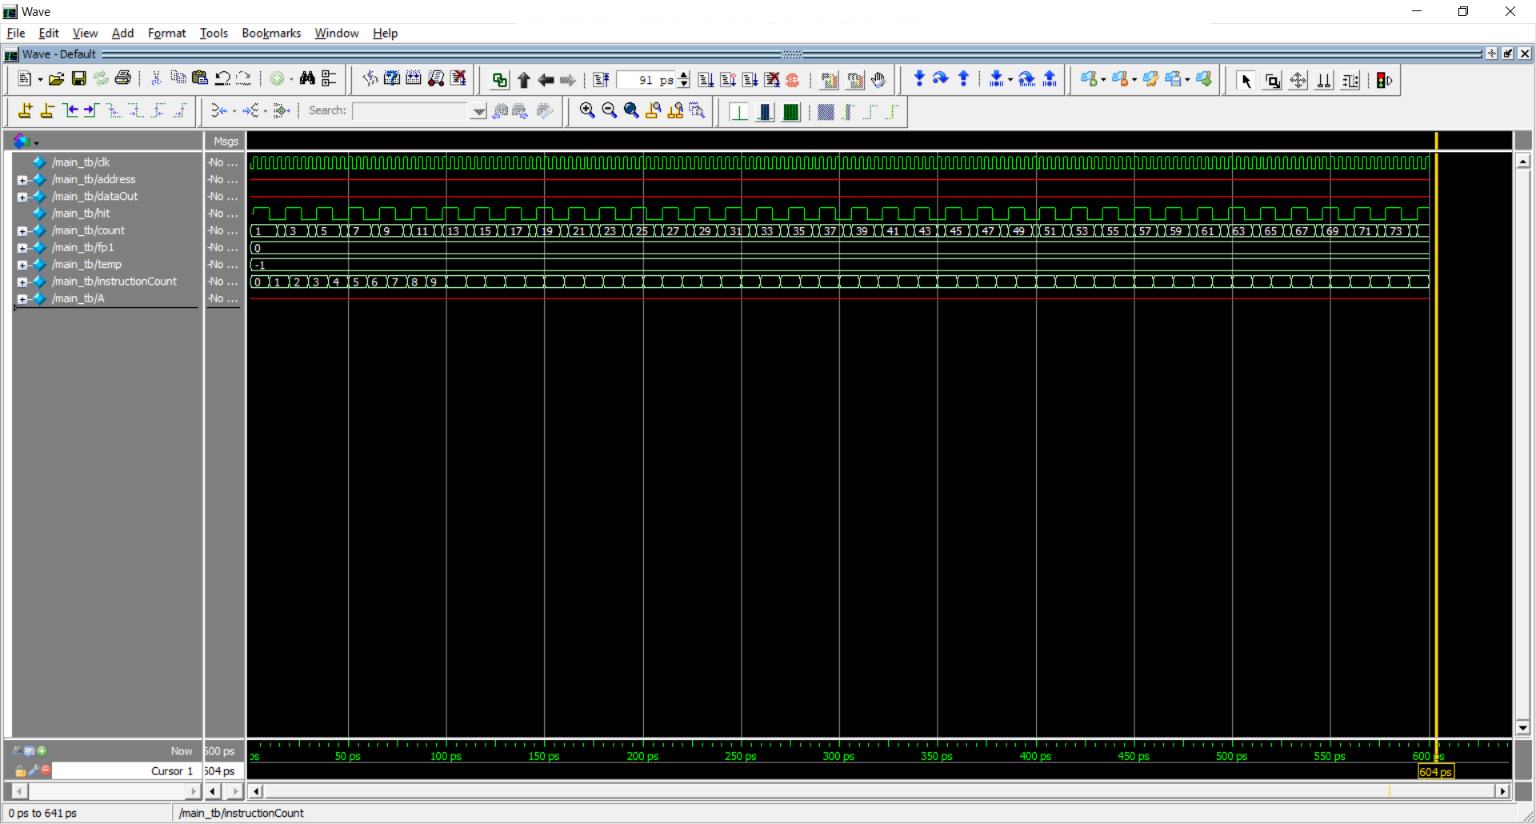 Wave
File Edit View Add Format Tools Bookmarks Window Help
Wave - Default
91 ps
Search:
Msgs
/main_tb/clk -No ...
/main_tb/address -No ...
/main_tb/dataOut -No ...
/main_tb/hit -No ...
/main_tb/count -No ... 1 3 5 7 9 11 13 15 17 19 21 23 25 27 29 31 33 35 37 39 41 43 45 47 49 51 53 55 57 59 61 63 65 67 69 71 73
/main_tb/fp1 -No ... 0
/main_tb/temp -No ... -1
/main_tb/instructionCount -No ... 0 1 2 3 4 5 6 7 8 9
/main_tb/A -No ...
Now 600 ps ps 50 ps 100 ps 150 ps 200 ps 250 ps 300 ps 350 ps 400 ps 450 ps 500 ps 550 ps 600 ps
Cursor 1 604 ps 604 ps
0 ps to 641 ps /main_tb/instructionCount